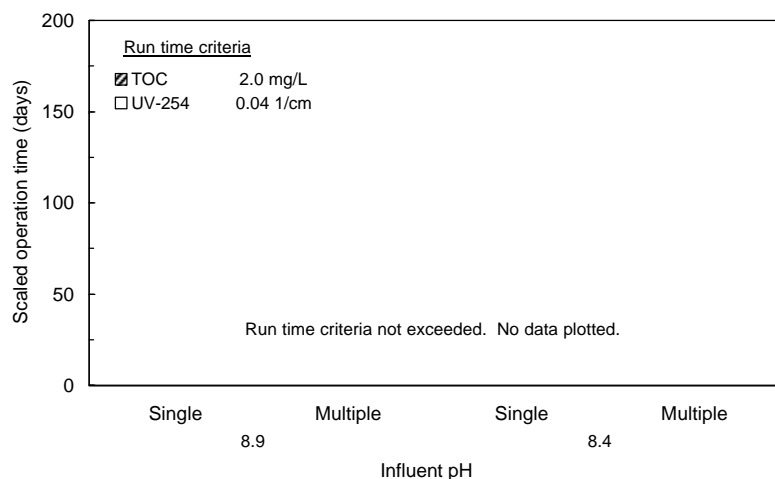 200
Run time criteria
TOC 2.0 mg/L
UV-254 0.04 1/cm
150
Scaled operation time (days)
100
50
Run time criteria not exceeded. No data plotted.
0
Single Multiple Single Multiple
8.9 8.4
Influent pH